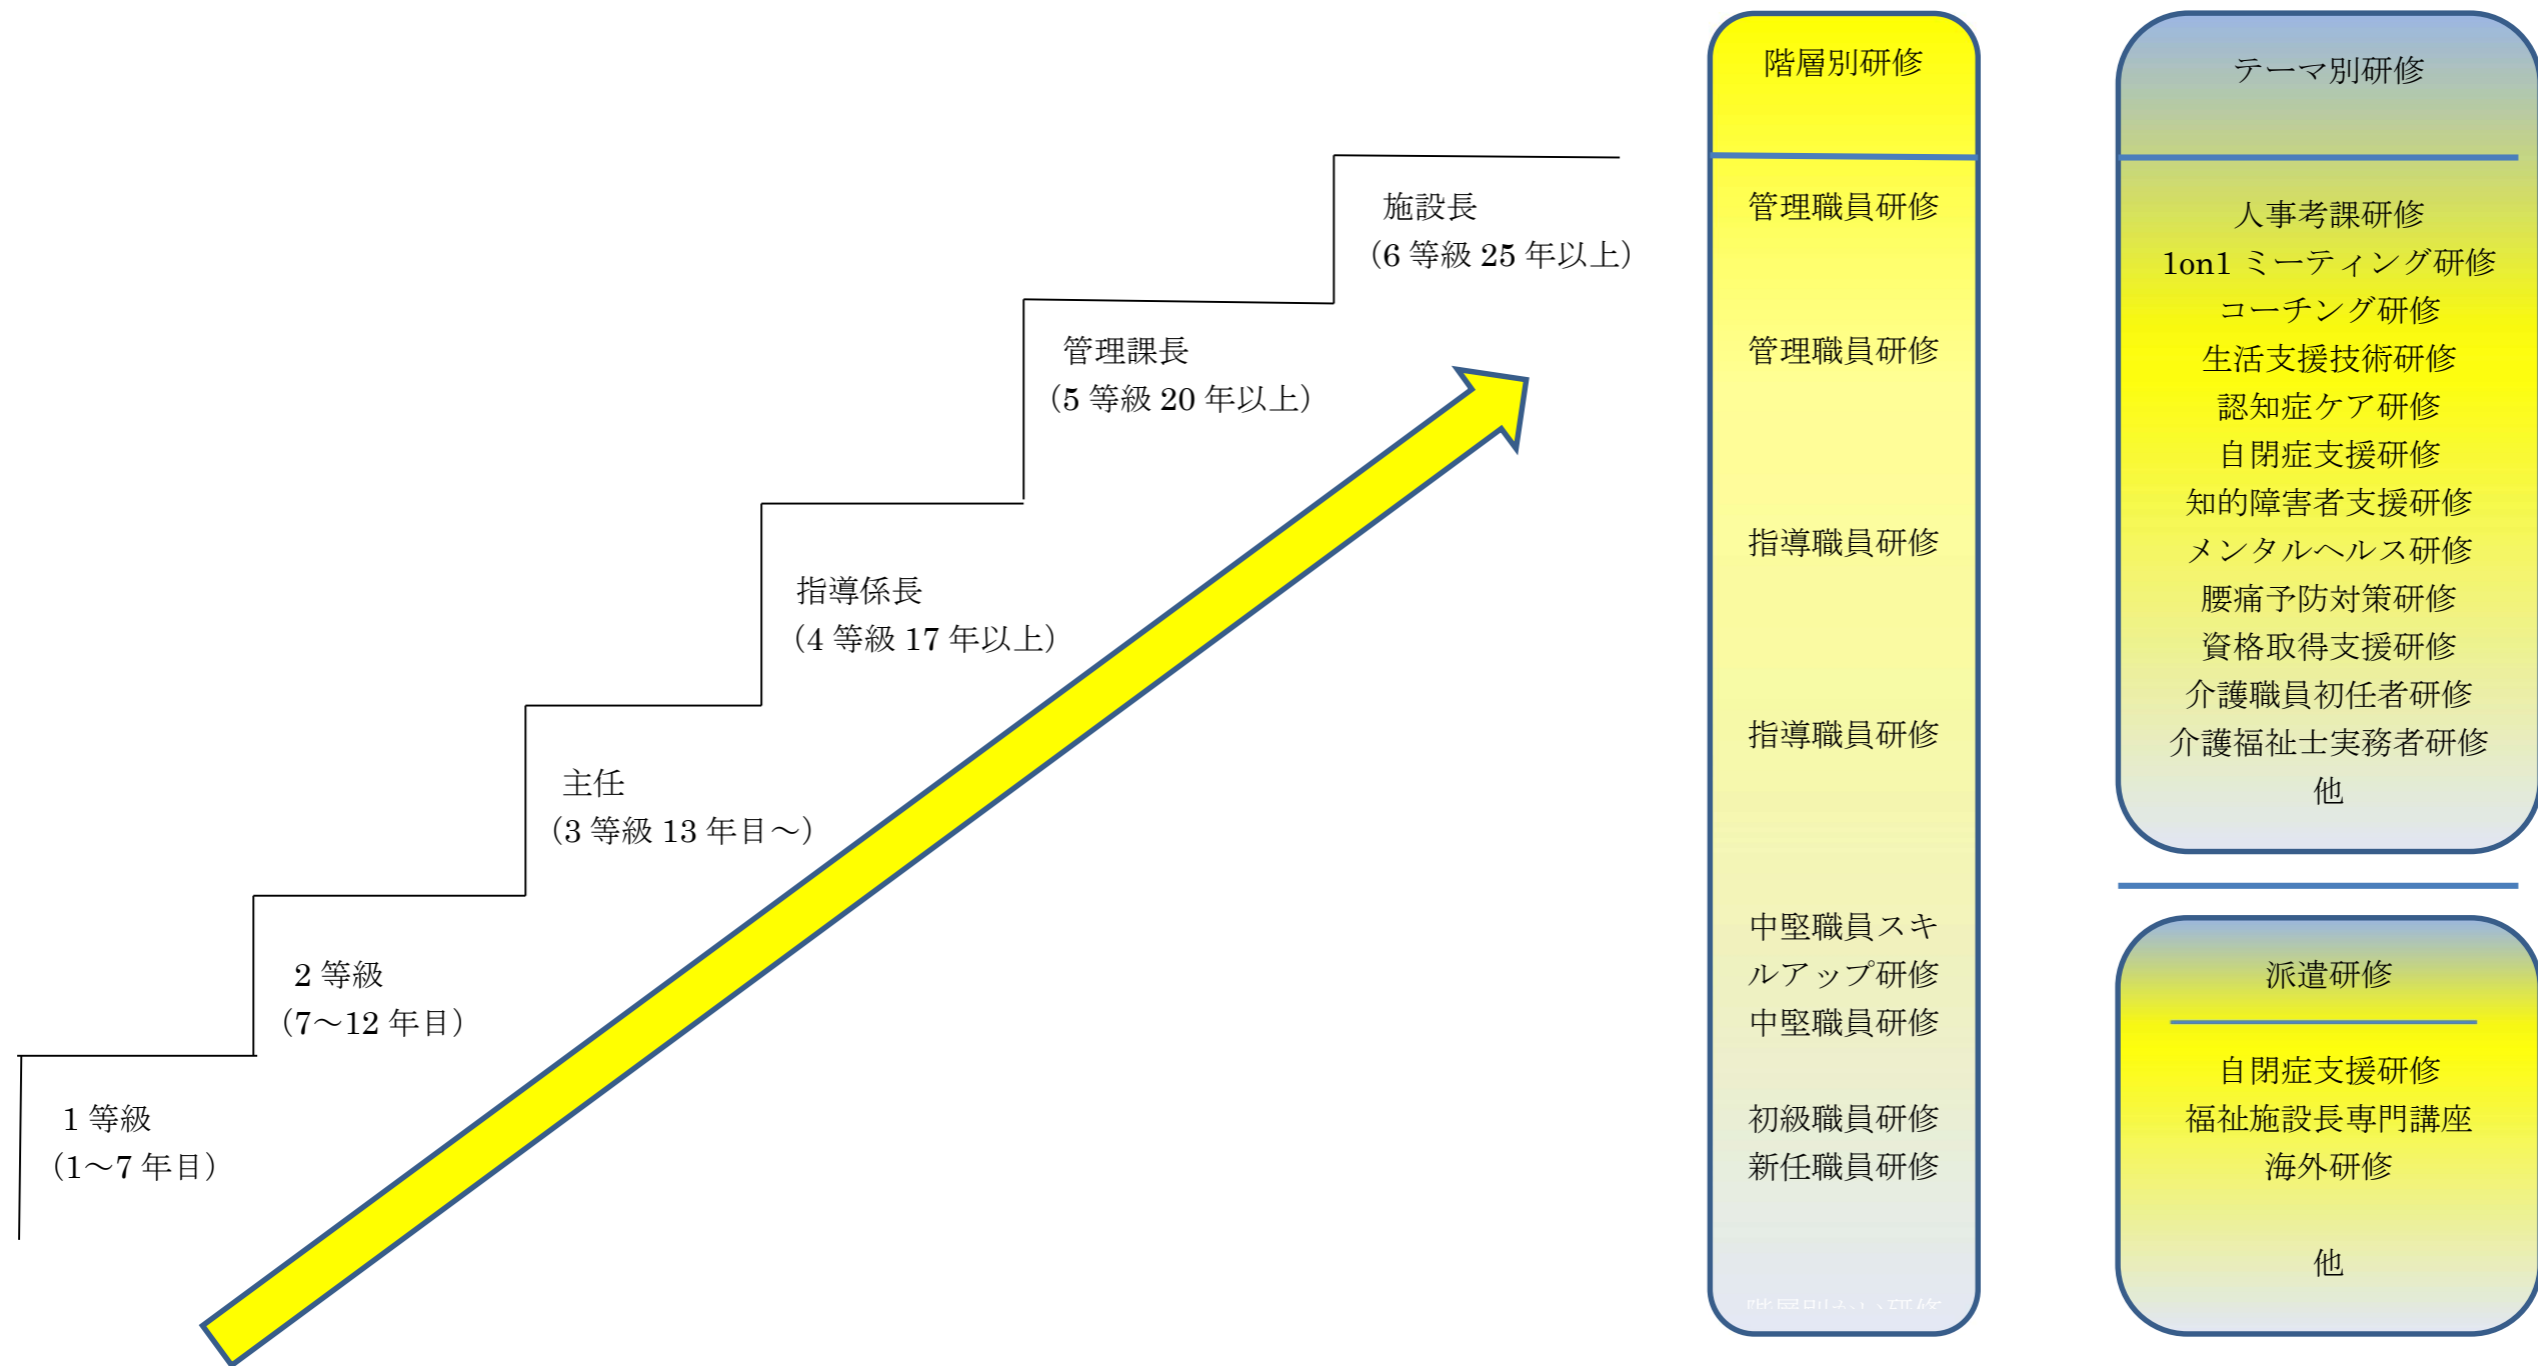 施設長
(6 等級 25 年以上)
管理課長
(5 等級 20 年以上)
指導係長
(4 等級 17 年以上)
主任
(3 等級 13 年目～)
2 等級
(7～12 年目)
1 等級
(1～7 年目)
階層別研修
管理職員研修
管理職員研修
指導職員研修
指導職員研修
中堅職員スキ
ルアップ研修
中堅職員研修
初級職員研修
新任職員研修
テーマ別研修
人事考課研修
1on1 ミーティング研修
コーチング研修
生活支援技術研修
認知症ケア研修
自閉症支援研修
知的障害者支援研修
メンタルヘルス研修
腰痛予防対策研修
資格取得支援研修
介護職員初任者研修
介護福祉士実務者研修
他
派遣研修
自閉症支援研修
福祉施設長専門講座
海外研修
他